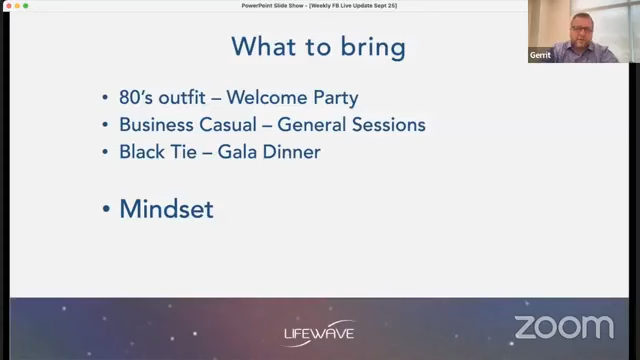 PowerPoint Slide Show - [Weekly FB Live Update Sept 25]
Gerrit
What to bring
• 80's outfit – Welcome Party
• Business Casual – General Sessions
• Black Tie – Gala Dinner
• Mindset
LIFEWAVE
zoom